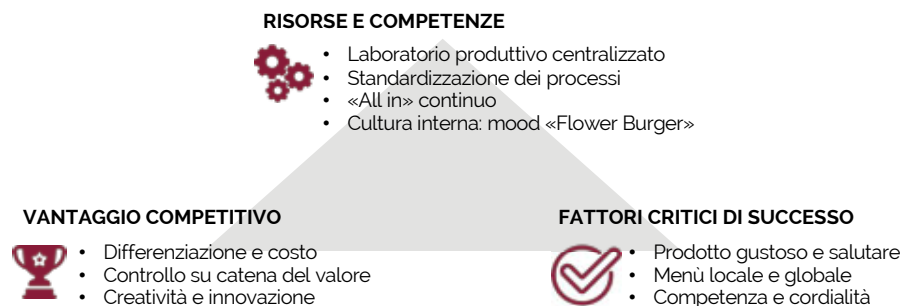 RISORSE E COMPETENZE
• Laboratorio produttivo centralizzato
• Standardizzazione dei processi
• «All in» continuo
• Cultura interna: mood «Flower Burger»
VANTAGGIO COMPETITIVO
• Differenziazione e costo
• Controllo su catena del valore
• Creatività e innovazione
FATTORI CRITICI DI SUCCESSO
• Prodotto gustoso e salutare
• Menù locale e globale
• Competenza e cordialità